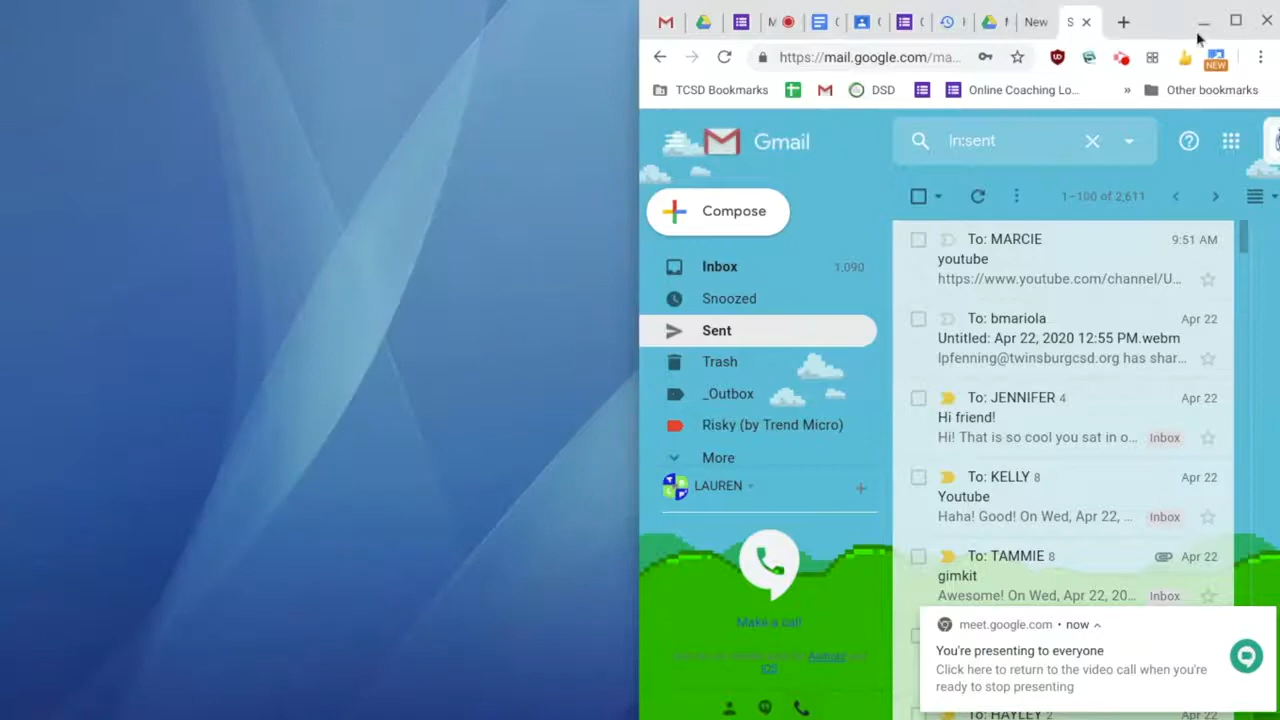 M
C
C
C
H
M
New
S
https://mail.google.com/ma...
NEW
TCSD Bookmarks
DSD
Online Coaching Lo...
»
Other bookmarks
Gmail
In:sent
Compose
1–100 of 2,611
Inbox 1,090
Snoozed
Sent
Trash
_Outbox
Risky (by Trend Micro)
More
LAUREN
Make a call
iOS
To: MARCIE 9:51 AM
youtube
https://www.youtube.com/channel/U...
To: bmariola Apr 22
Untitled: Apr 22, 2020 12:55 PM.webm
lpfenning@twinsburgcsd.org has shar...
To: JENNIFER 4 Apr 22
Hi friend!
Hi! That is so cool you sat in o... Inbox
To: KELLY 8 Apr 22
Youtube
Haha! Good! On Wed, Apr 22, ... Inbox
To: TAMMIE 8 Apr 22
gimkit
Awesome! On Wed, Apr 22, 20... Inbox
meet.google.com • now
You're presenting to everyone
Click here to return to the video call when you're
ready to stop presenting
To: HAYLEY 2 Apr 22